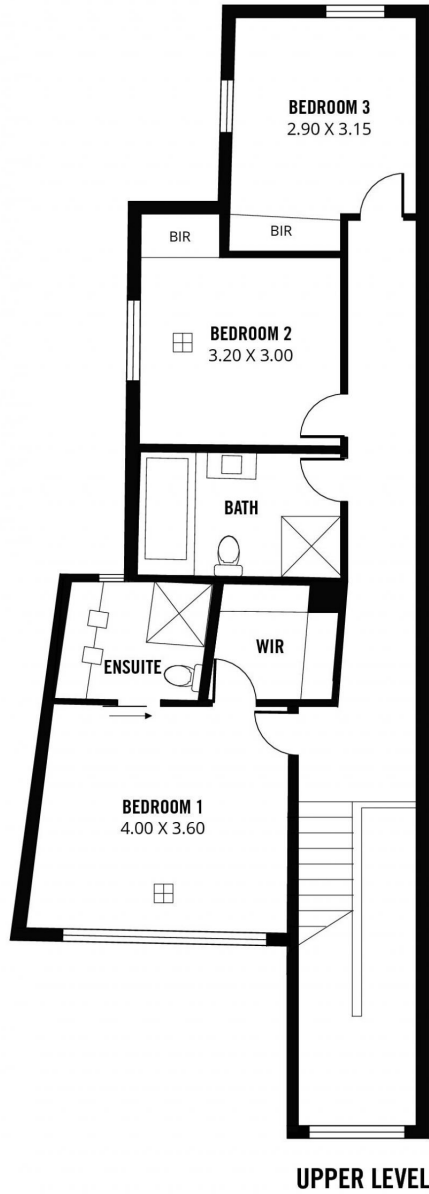 BEDROOM 3
2.90 X 3.15
BIR
BIR
BEDROOM 2
3.20 X 3.00
BATH
ENSUITE
WIR
BEDROOM 1
4.00 X 3.60
UPPER LEVEL